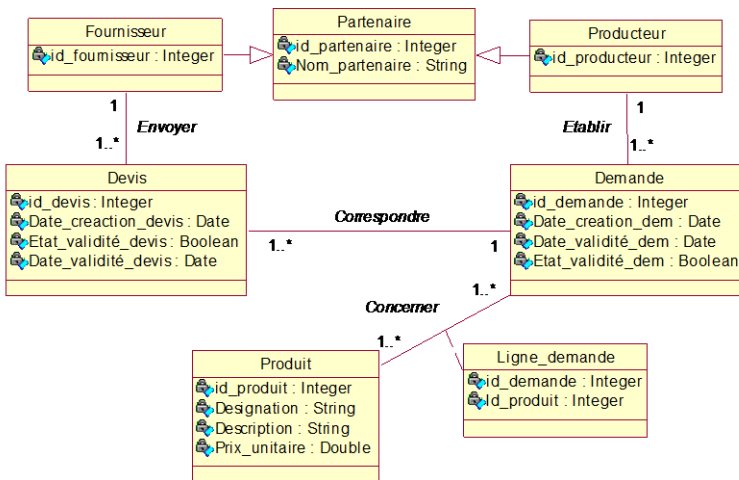 Fournisseur
id_fournisseur : Integer
Partenaire
id_partenaire : Integer
Nom_partenaire : String
Producteur
id_producteur : Integer
1
Envoyer
1..*
1
Etablir
1..*
Devis
id_devis : Integer
Date_creaction_devis : Date
Etat_validité_devis : Boolean
Date_validité_devis : Date
Correspondre
1..*
1
Demande
id_demande : Integer
Date_creation_dem : Date
Date_validité_dem : Date
Etat_validité_dem : Boolean
1..*
Concerner
1..*
Produit
id_produit : Integer
Designation : String
Description : String
Prix_unitaire : Double
Ligne_demande
id_demande : Integer
Id_produit : Integer